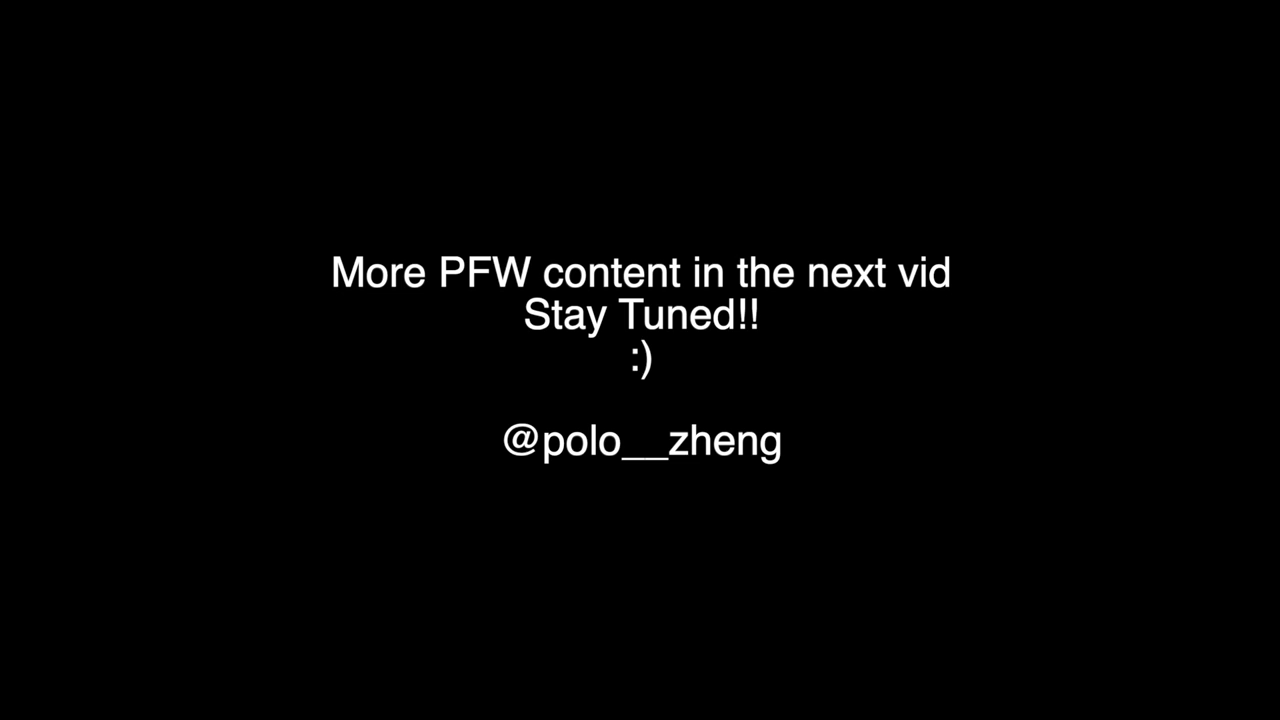 More PFW content in the next vid
Stay Tuned!!
:)
@polo__zheng